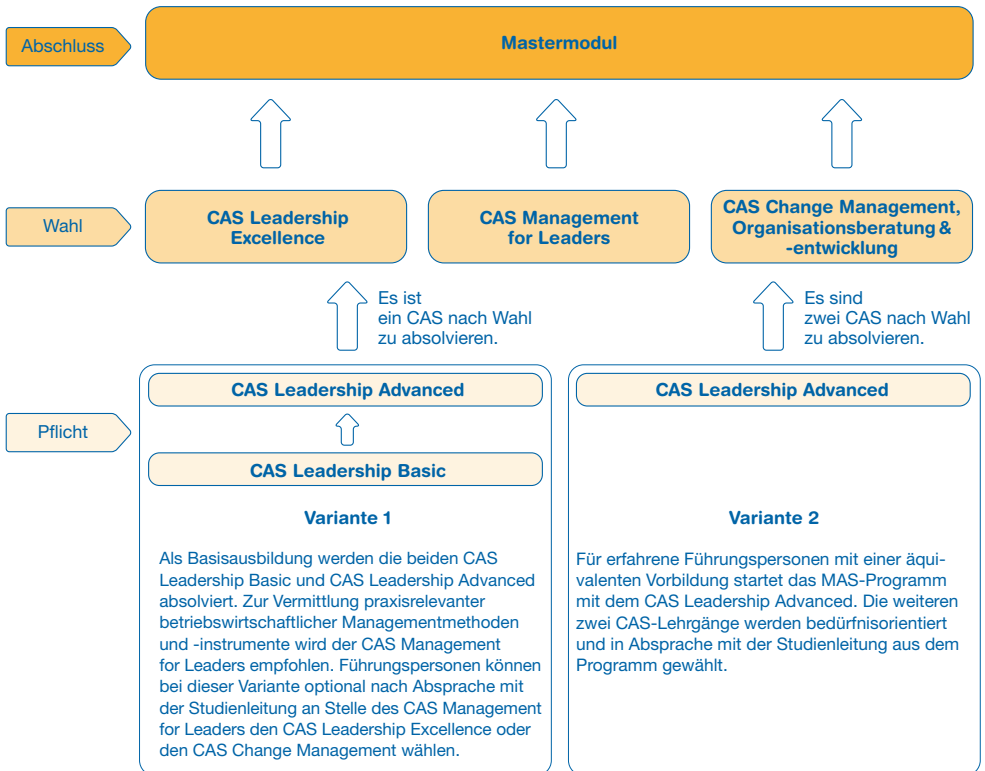 Abschluss
Mastermodul
Wahl
CAS Leadership
Excellence
CAS Management
for Leaders
CAS Change Management,
Organisationsberatung &
-entwicklung
Es ist
ein CAS nach Wahl
zu absolvieren.
Es sind
zwei CAS nach Wahl
zu absolvieren.
Pflicht
CAS Leadership Advanced
CAS Leadership Basic
Variante 1
Als Basisausbildung werden die beiden CAS
Leadership Basic und CAS Leadership Advanced
absolviert. Zur Vermittlung praxisrelevanter
betriebswirtschaftlicher Managementmethoden
und -instrumente wird der CAS Management
for Leaders empfohlen. Führungspersonen können
bei dieser Variante optional nach Absprache mit
der Studienleitung an Stelle des CAS Management
for Leaders den CAS Leadership Excellence oder
den CAS Change Management wählen.
CAS Leadership Advanced
Variante 2
Für erfahrene Führungspersonen mit einer äqui-
valenten Vorbildung startet das MAS-Programm
mit dem CAS Leadership Advanced. Die weiteren
zwei CAS-Lehrgänge werden bedürfnisorientiert
und in Absprache mit der Studienleitung aus dem
Programm gewählt.